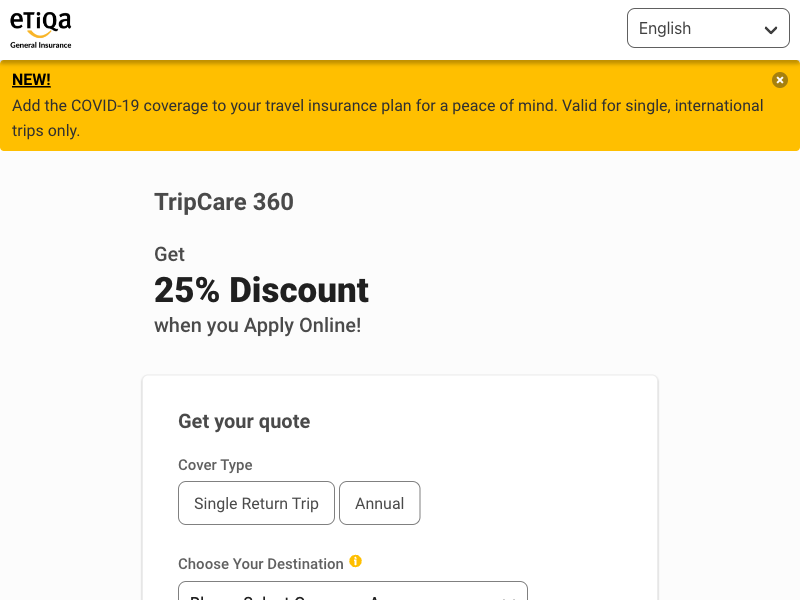 eTiQa
General Insurance
English
NEW!
Add the COVID-19 coverage to your travel insurance plan for a peace of mind. Valid for single, international
trips only.
TripCare 360
Get
25% Discount
when you Apply Online!
Get your quote
Cover Type
Single Return Trip
Annual
Choose Your Destination